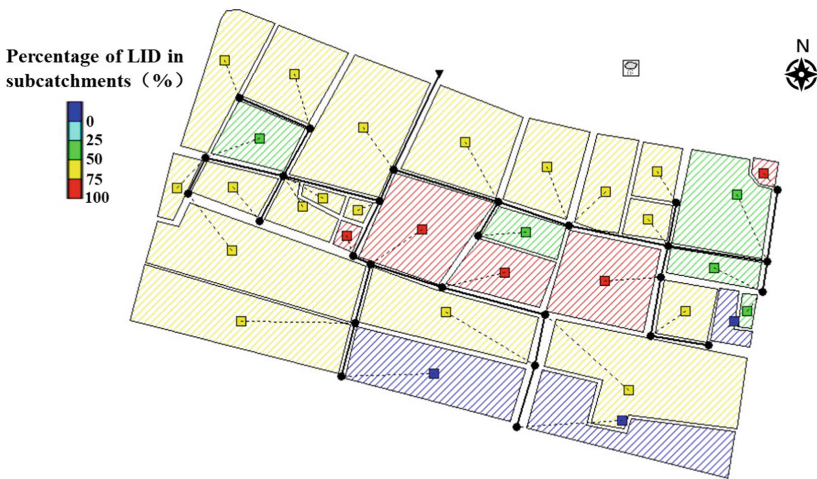 Percentage of LID in
subcatchments（%）
0
25
50
75
100
N